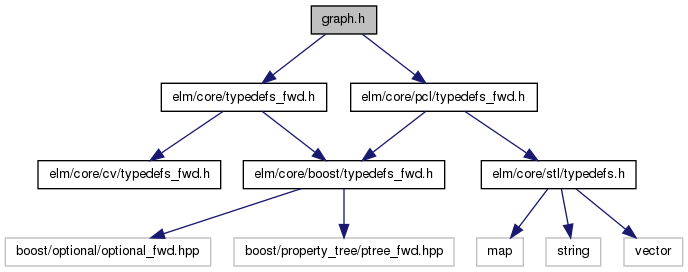 graph.h
elm/core/typedefs_fwd.h
elm/core/pcl/typedefs_fwd.h
elm/core/cv/typedefs_fwd.h
elm/core/boost/typedefs_fwd.h
elm/core/stl/typedefs.h
boost/optional/optional_fwd.hpp
boost/property_tree/ptree_fwd.hpp
map
string
vector